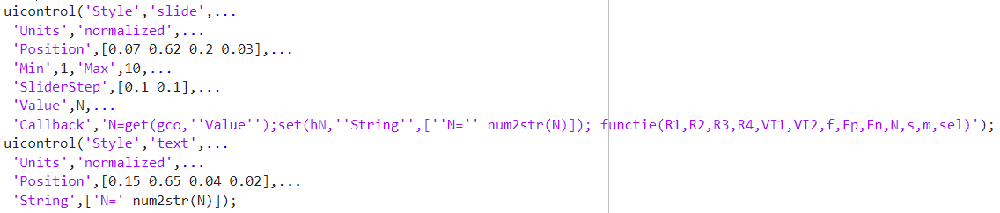 uicontrol('Style','slide',...
'Units','normalized',...
'Position',[0.07 0.62 0.2 0.03],...
'Min',1,'Max',10,...
'SliderStep',[0.1 0.1],...
'Value',N,...
'Callback','N=get(gco,''Value'');set(hN,''String'',[''N='' num2str(N)]); functie(R1,R2,R3,R4,VI1,VI2,f,Ep,En,N,s,m,sel)');
uicontrol('Style','text',...
'Units','normalized',...
'Position',[0.15 0.65 0.04 0.02],...
'String',['N=' num2str(N)]);